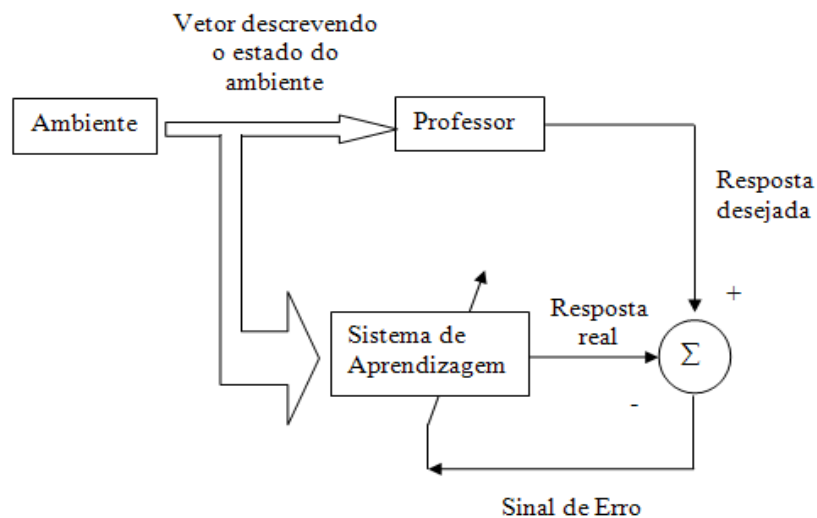 Vetor descrevendo
o estado do
ambiente
Ambiente
Professor
Resposta
desejada
+
Resposta
real
Sistema de
Aprendizagem
Σ
-
Sinal de Erro